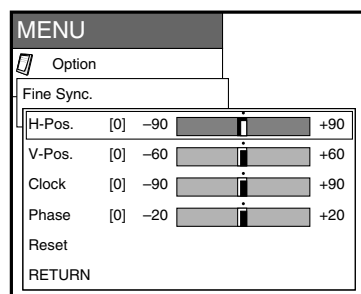 MENU
Option
Fine Sync.
H-Pos. [0] –90 +90
V-Pos. [0] –60 +60
Clock [0] –90 +90
Phase [0] –20 +20
Reset
RETURN